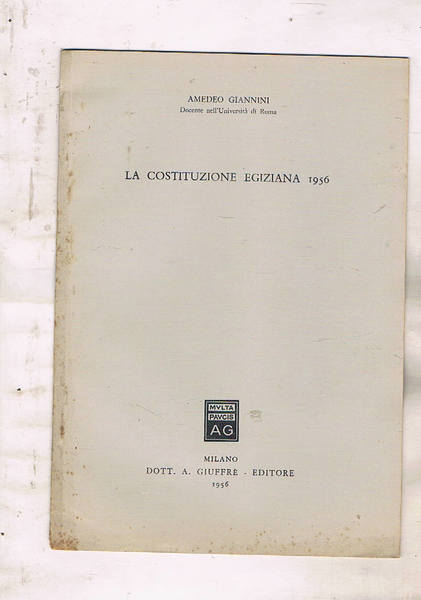 AMEDEO GIANNINI
Docente nell'Università di Roma
LA COSTITUZIONE EGIZIANA 1956
MVLTA
PAVCIS
AG
MILANO
DOTT. A. GIUFFRÈ - EDITORE
1956